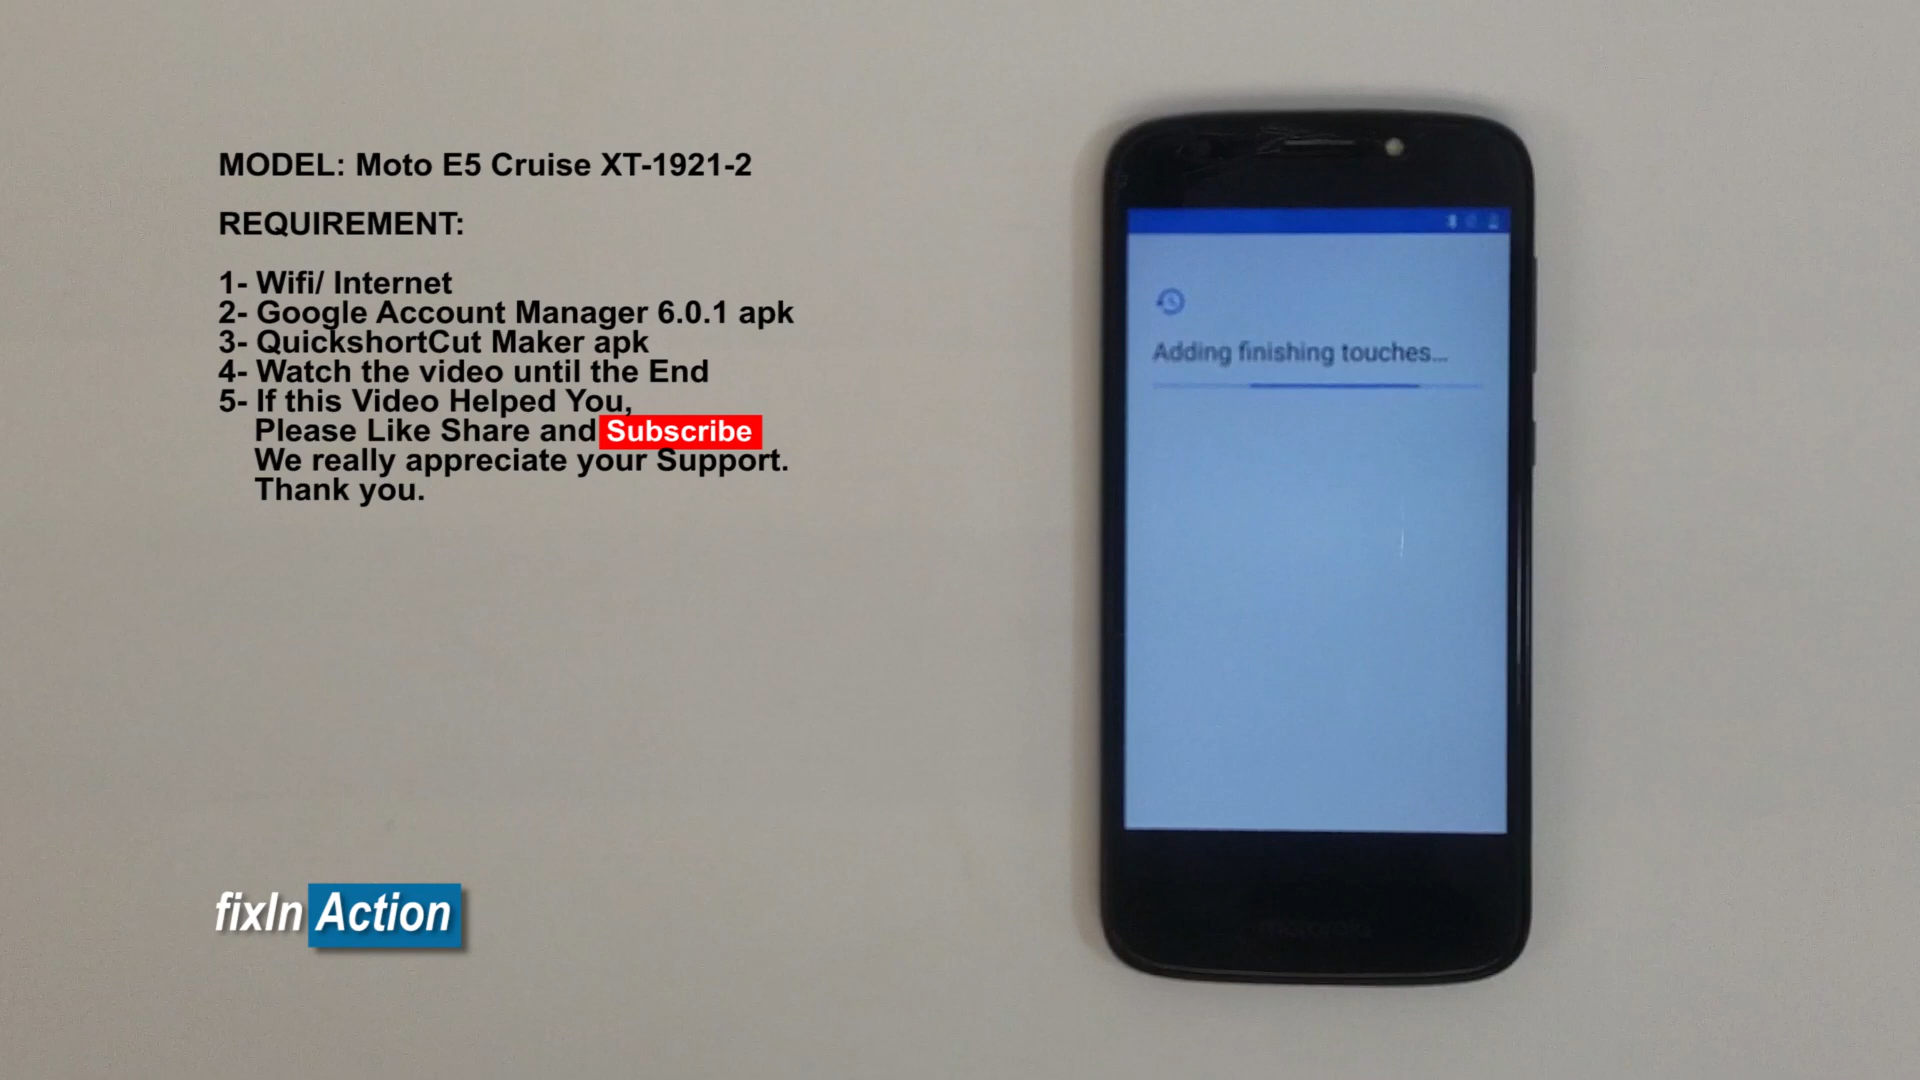 MODEL: Moto E5 Cruise XT-1921-2
REQUIREMENT:
1- Wifi/ Internet
2- Google Account Manager 6.0.1 apk
3- QuickshortCut Maker apk
4- Watch the video until the End
5- If this Video Helped You,
Please Like Share and Subscribe
We really appreciate your Support.
Thank you.
Adding finishing touches...
fixIn Action
motorola